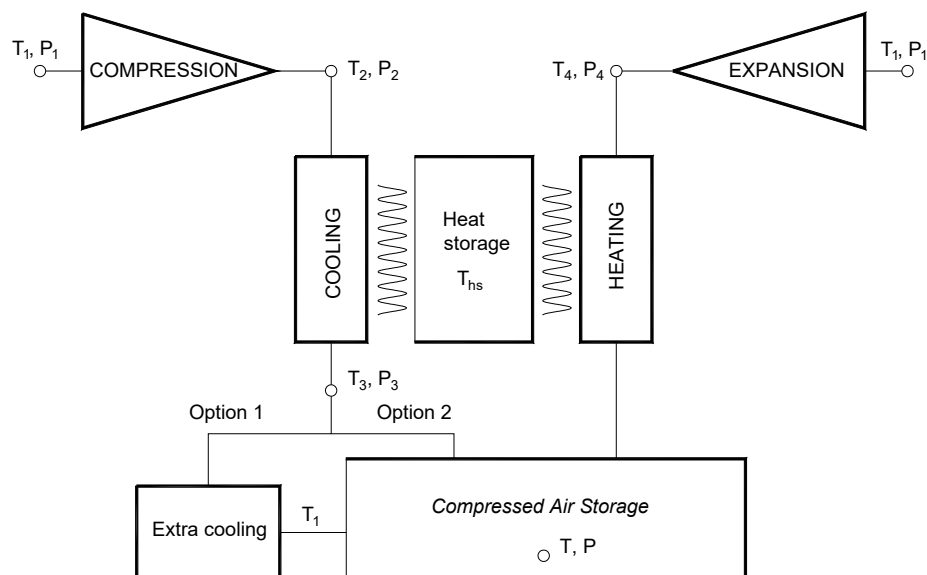 T₁, P₁
COMPRESSION
T₂, P₂
T₄, P₄
EXPANSION
T₁, P₁
COOLING
Heat
storage
Tₕₛ
HEATING
T₃, P₃
Option 1
Option 2
Extra cooling
T₁
Compressed Air Storage
T, P